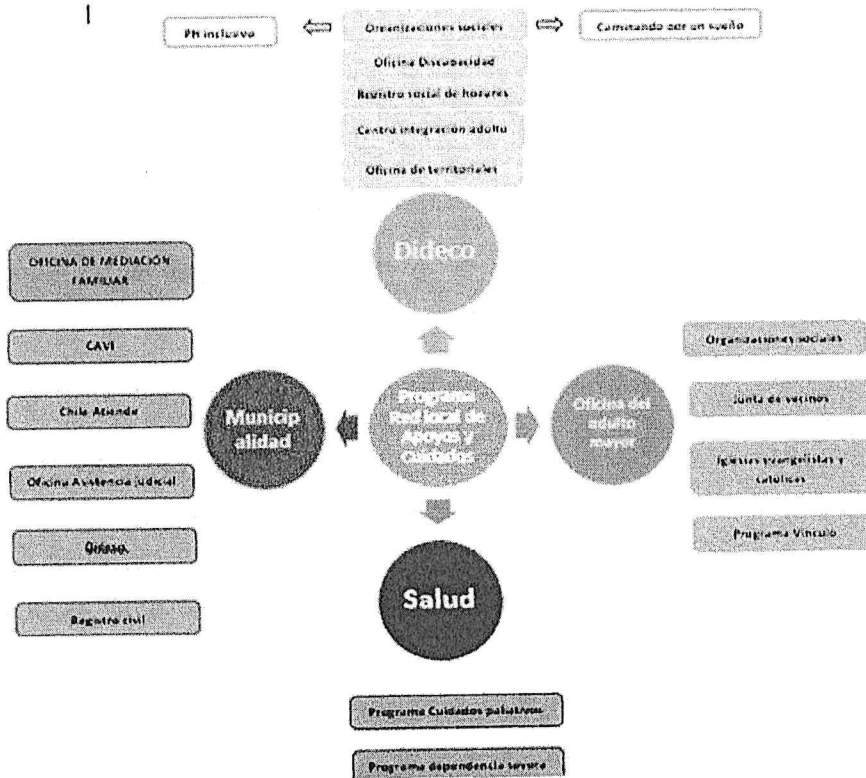 PH inclusivo
Organizaciones sociales
Caminando por un sueño
Oficina Discapacidad
Registro social de hogares
Centro integración adulto
Oficina de territoriales
Dideco
OFICINA DE MEDIACIÓN
FAMILIAR
CAVI
Chile Atiende
Oficina Asistencia judicial
Registro civil
Municip
alidad
Programa
Red local de
Apoyos y
Cuidados
Oficina del
adulto
mayor
Organizaciones sociales
Junta de vecinos
Iglesias evangelistas y
católicas
Programa Vinculo
Salud
Programa Cuidados paliativos
Programa dependencia severa